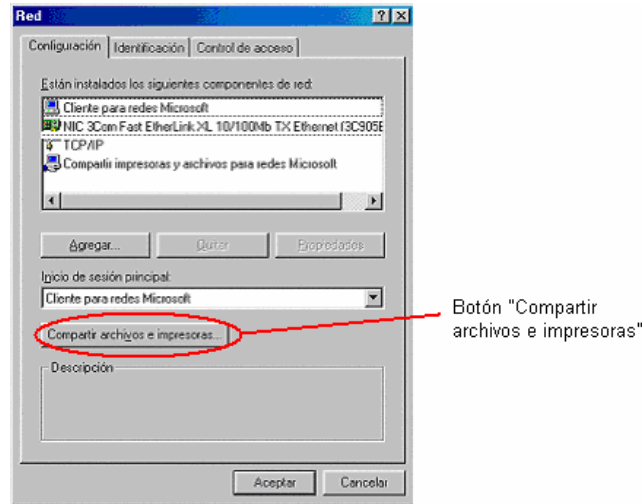 Red
Configuración Identificación Control de acceso
Están instalados los siguientes componentes de red:
Cliente para redes Microsoft
NIC 3Com Fast EtherLink XL 10/100Mb TX Ethernet (3C905B
TCP/IP
Compartir impresoras y archivos para redes Microsoft
Agregar... Quitar Propiedades
Inicio de sesión principal:
Cliente para redes Microsoft
Compartir archivos e impresoras...
Botón "Compartir
archivos e impresoras"
Descripción
Aceptar Cancelar